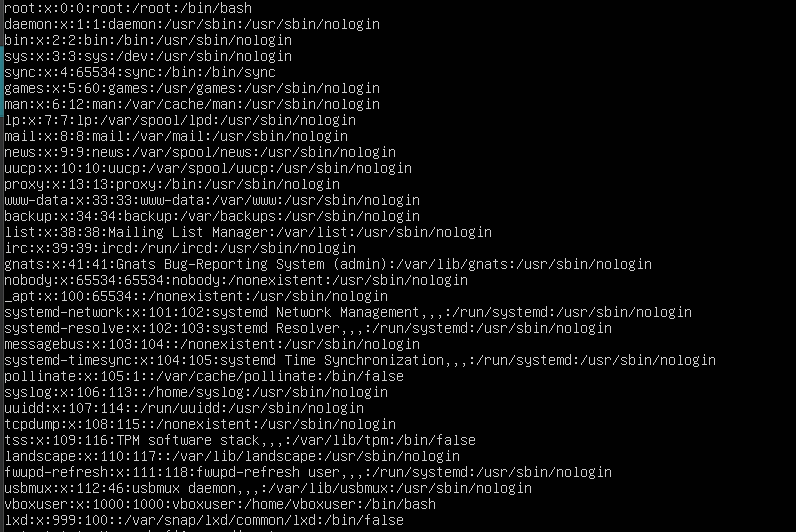 root:x:0:0:root:/root:/bin/bash
daemon:x:1:1:daemon:/usr/sbin:/usr/sbin/nologin
bin:x:2:2:bin:/bin:/usr/sbin/nologin
sys:x:3:3:sys:/dev:/usr/sbin/nologin
sync:x:4:65534:sync:/bin:/bin/sync
games:x:5:60:games:/usr/games:/usr/sbin/nologin
man:x:6:12:man:/var/cache/man:/usr/sbin/nologin
lp:x:7:7:lp:/var/spool/lpd:/usr/sbin/nologin
mail:x:8:8:mail:/var/mail:/usr/sbin/nologin
news:x:9:9:news:/var/spool/news:/usr/sbin/nologin
uucp:x:10:10:uucp:/var/spool/uucp:/usr/sbin/nologin
proxy:x:13:13:proxy:/bin:/usr/sbin/nologin
www-data:x:33:33:www-data:/var/www:/usr/sbin/nologin
backup:x:34:34:backup:/var/backups:/usr/sbin/nologin
list:x:38:38:Mailing List Manager:/var/list:/usr/sbin/nologin
irc:x:39:39:ircd:/run/ircd:/usr/sbin/nologin
gnats:x:41:41:Gnats Bug-Reporting System (admin):/var/lib/gnats:/usr/sbin/nologin
nobody:x:65534:65534:nobody:/nonexistent:/usr/sbin/nologin
_apt:x:100:65534::/nonexistent:/usr/sbin/nologin
systemd-network:x:101:102:systemd Network Management,,,:/run/systemd:/usr/sbin/nologin
systemd-resolve:x:102:103:systemd Resolver,,,:/run/systemd:/usr/sbin/nologin
messagebus:x:103:104::/nonexistent:/usr/sbin/nologin
systemd-timesync:x:104:105:systemd Time Synchronization,,,:/run/systemd:/usr/sbin/nologin
pollinate:x:105:1::/var/cache/pollinate:/bin/false
syslog:x:106:113::/home/syslog:/usr/sbin/nologin
uuidd:x:107:114::/run/uuidd:/usr/sbin/nologin
tcpdump:x:108:115::/nonexistent:/usr/sbin/nologin
tss:x:109:116:TPM software stack,,,:/var/lib/tpm:/bin/false
landscape:x:110:117::/var/lib/landscape:/usr/sbin/nologin
fwupd-refresh:x:111:118:fwupd-refresh user,,,:/run/systemd:/usr/sbin/nologin
usbmux:x:112:46:usbmux daemon,,,:/var/lib/usbmux:/usr/sbin/nologin
vboxuser:x:1000:1000:vboxuser:/home/vboxuser:/bin/bash
lxd:x:999:100::/var/snap/lxd/common/lxd:/bin/false